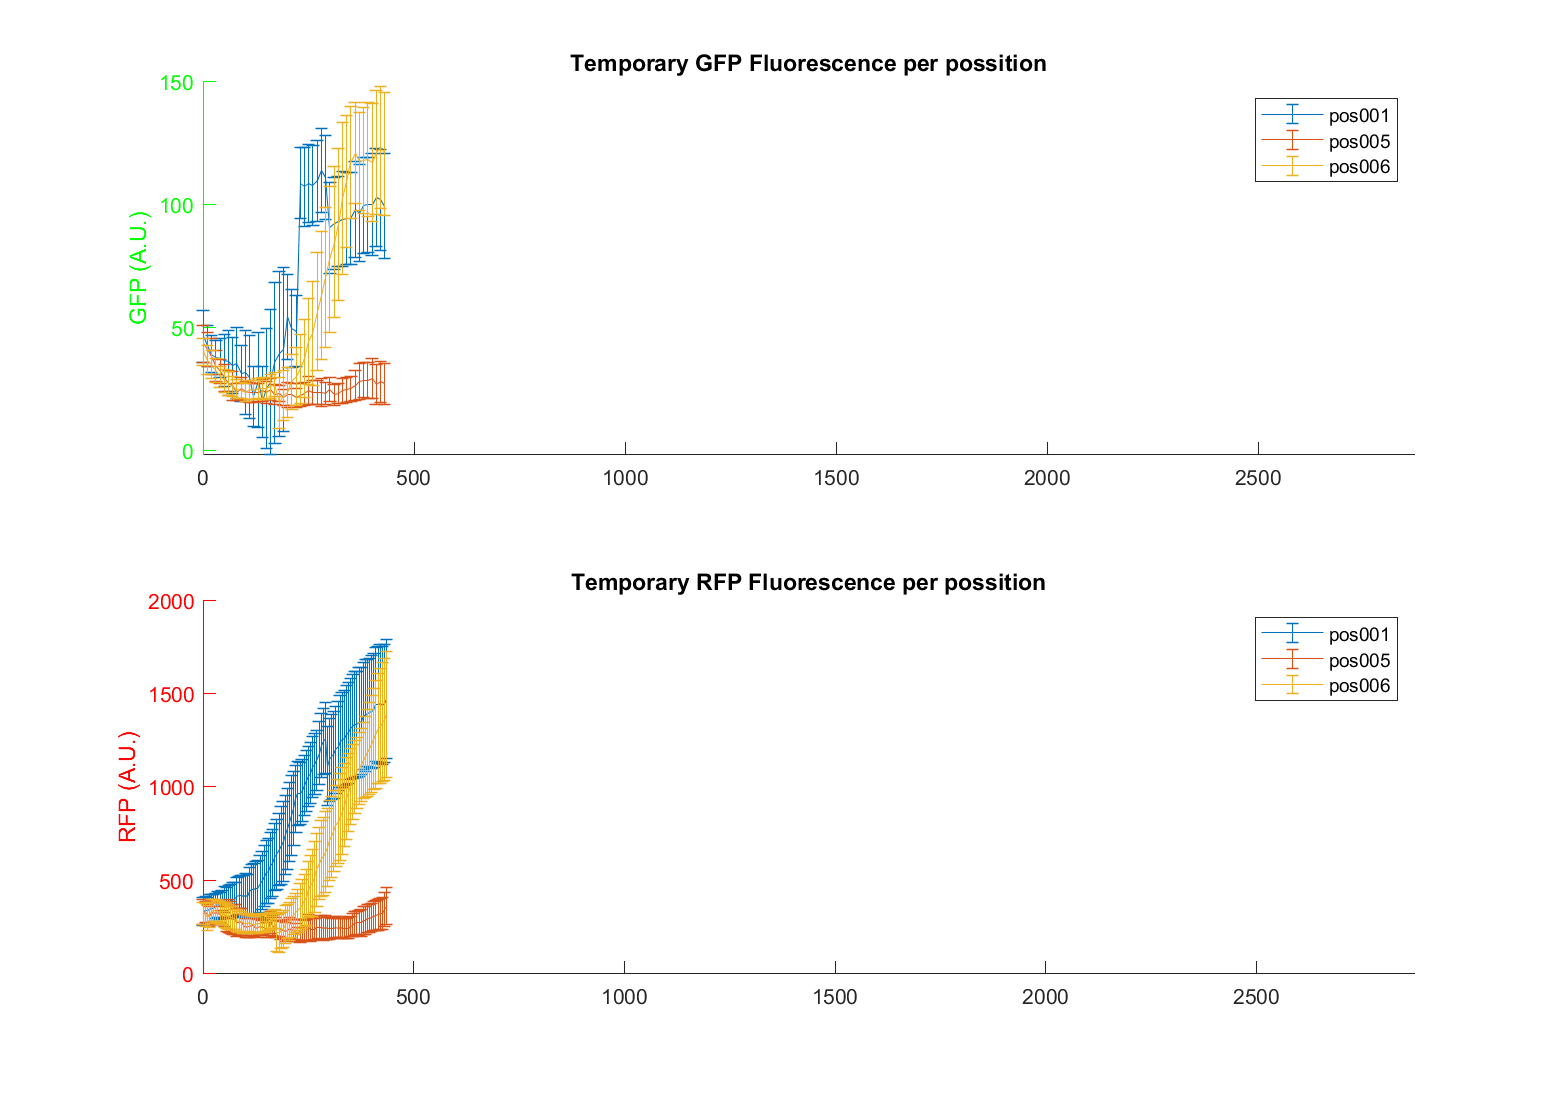 Temporary GFP Fluorescence per possition
150
100
50
0
GFP (A.U.)
pos001
pos005
pos006
0 500 1000 1500 2000 2500
Temporary RFP Fluorescence per possition
2000
1500
1000
500
0
RFP (A.U.)
pos001
pos005
pos006
0 500 1000 1500 2000 2500